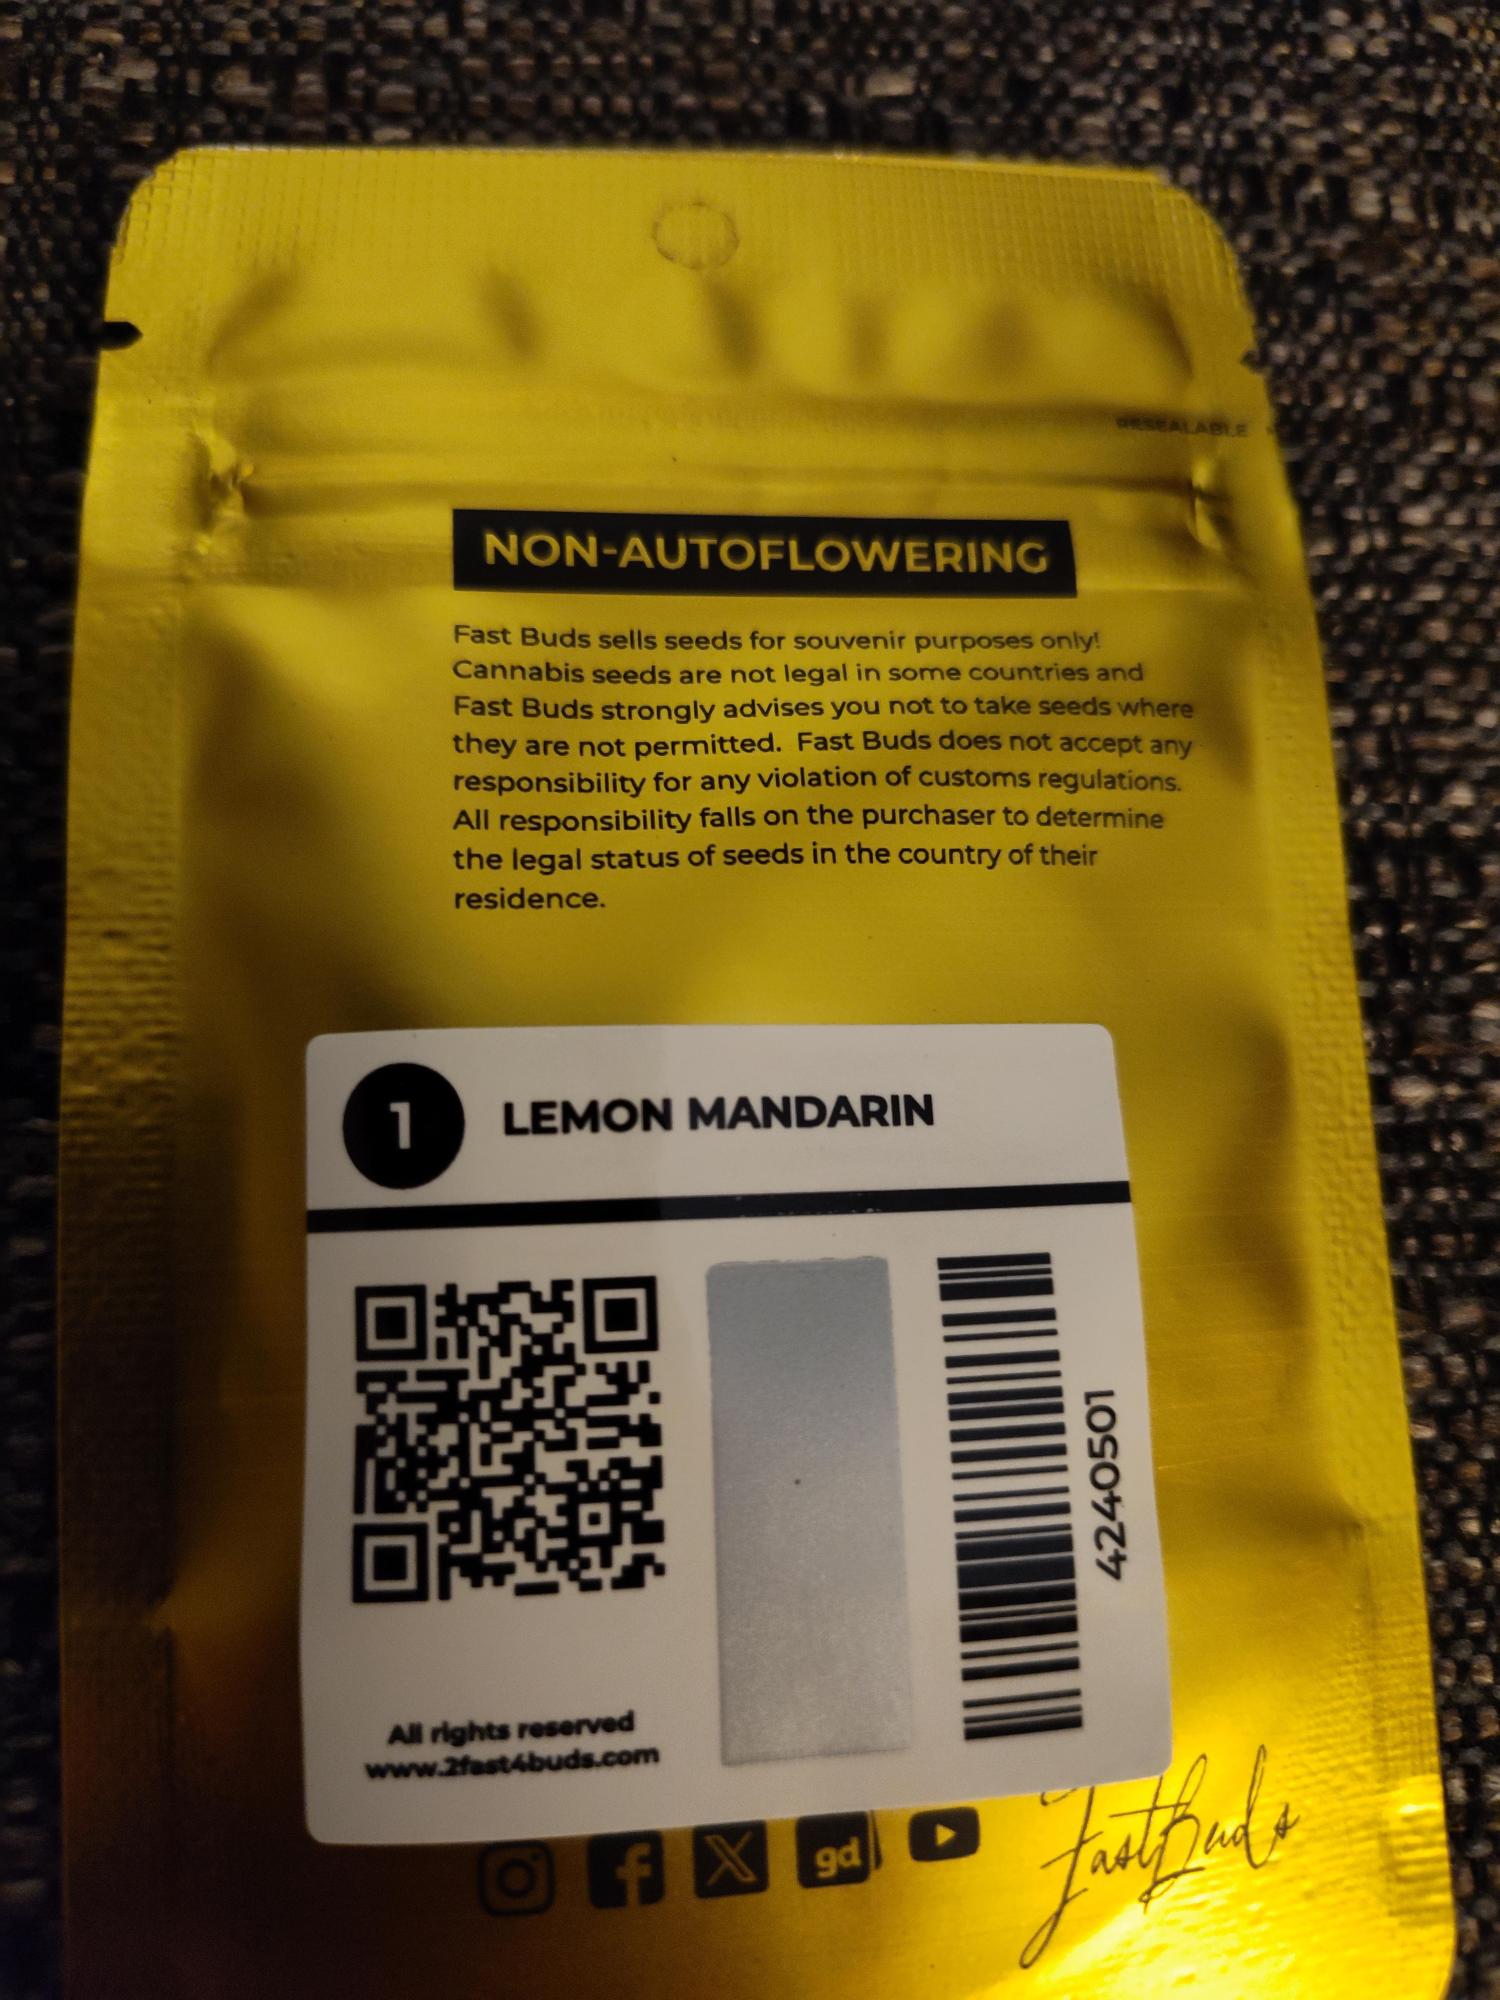 RESEALABLE
NON-AUTOFLOWERING
Fast Buds sells seeds for souvenir purposes only!
Cannabis seeds are not legal in some countries and
Fast Buds strongly advises you not to take seeds where
they are not permitted. Fast Buds does not accept any
responsibility for any violation of customs regulations.
All responsibility falls on the purchaser to determine
the legal status of seeds in the country of their
residence.
1 LEMON MANDARIN
4240501
All rights reserved
www.2fast4buds.com
gd
FastBuds